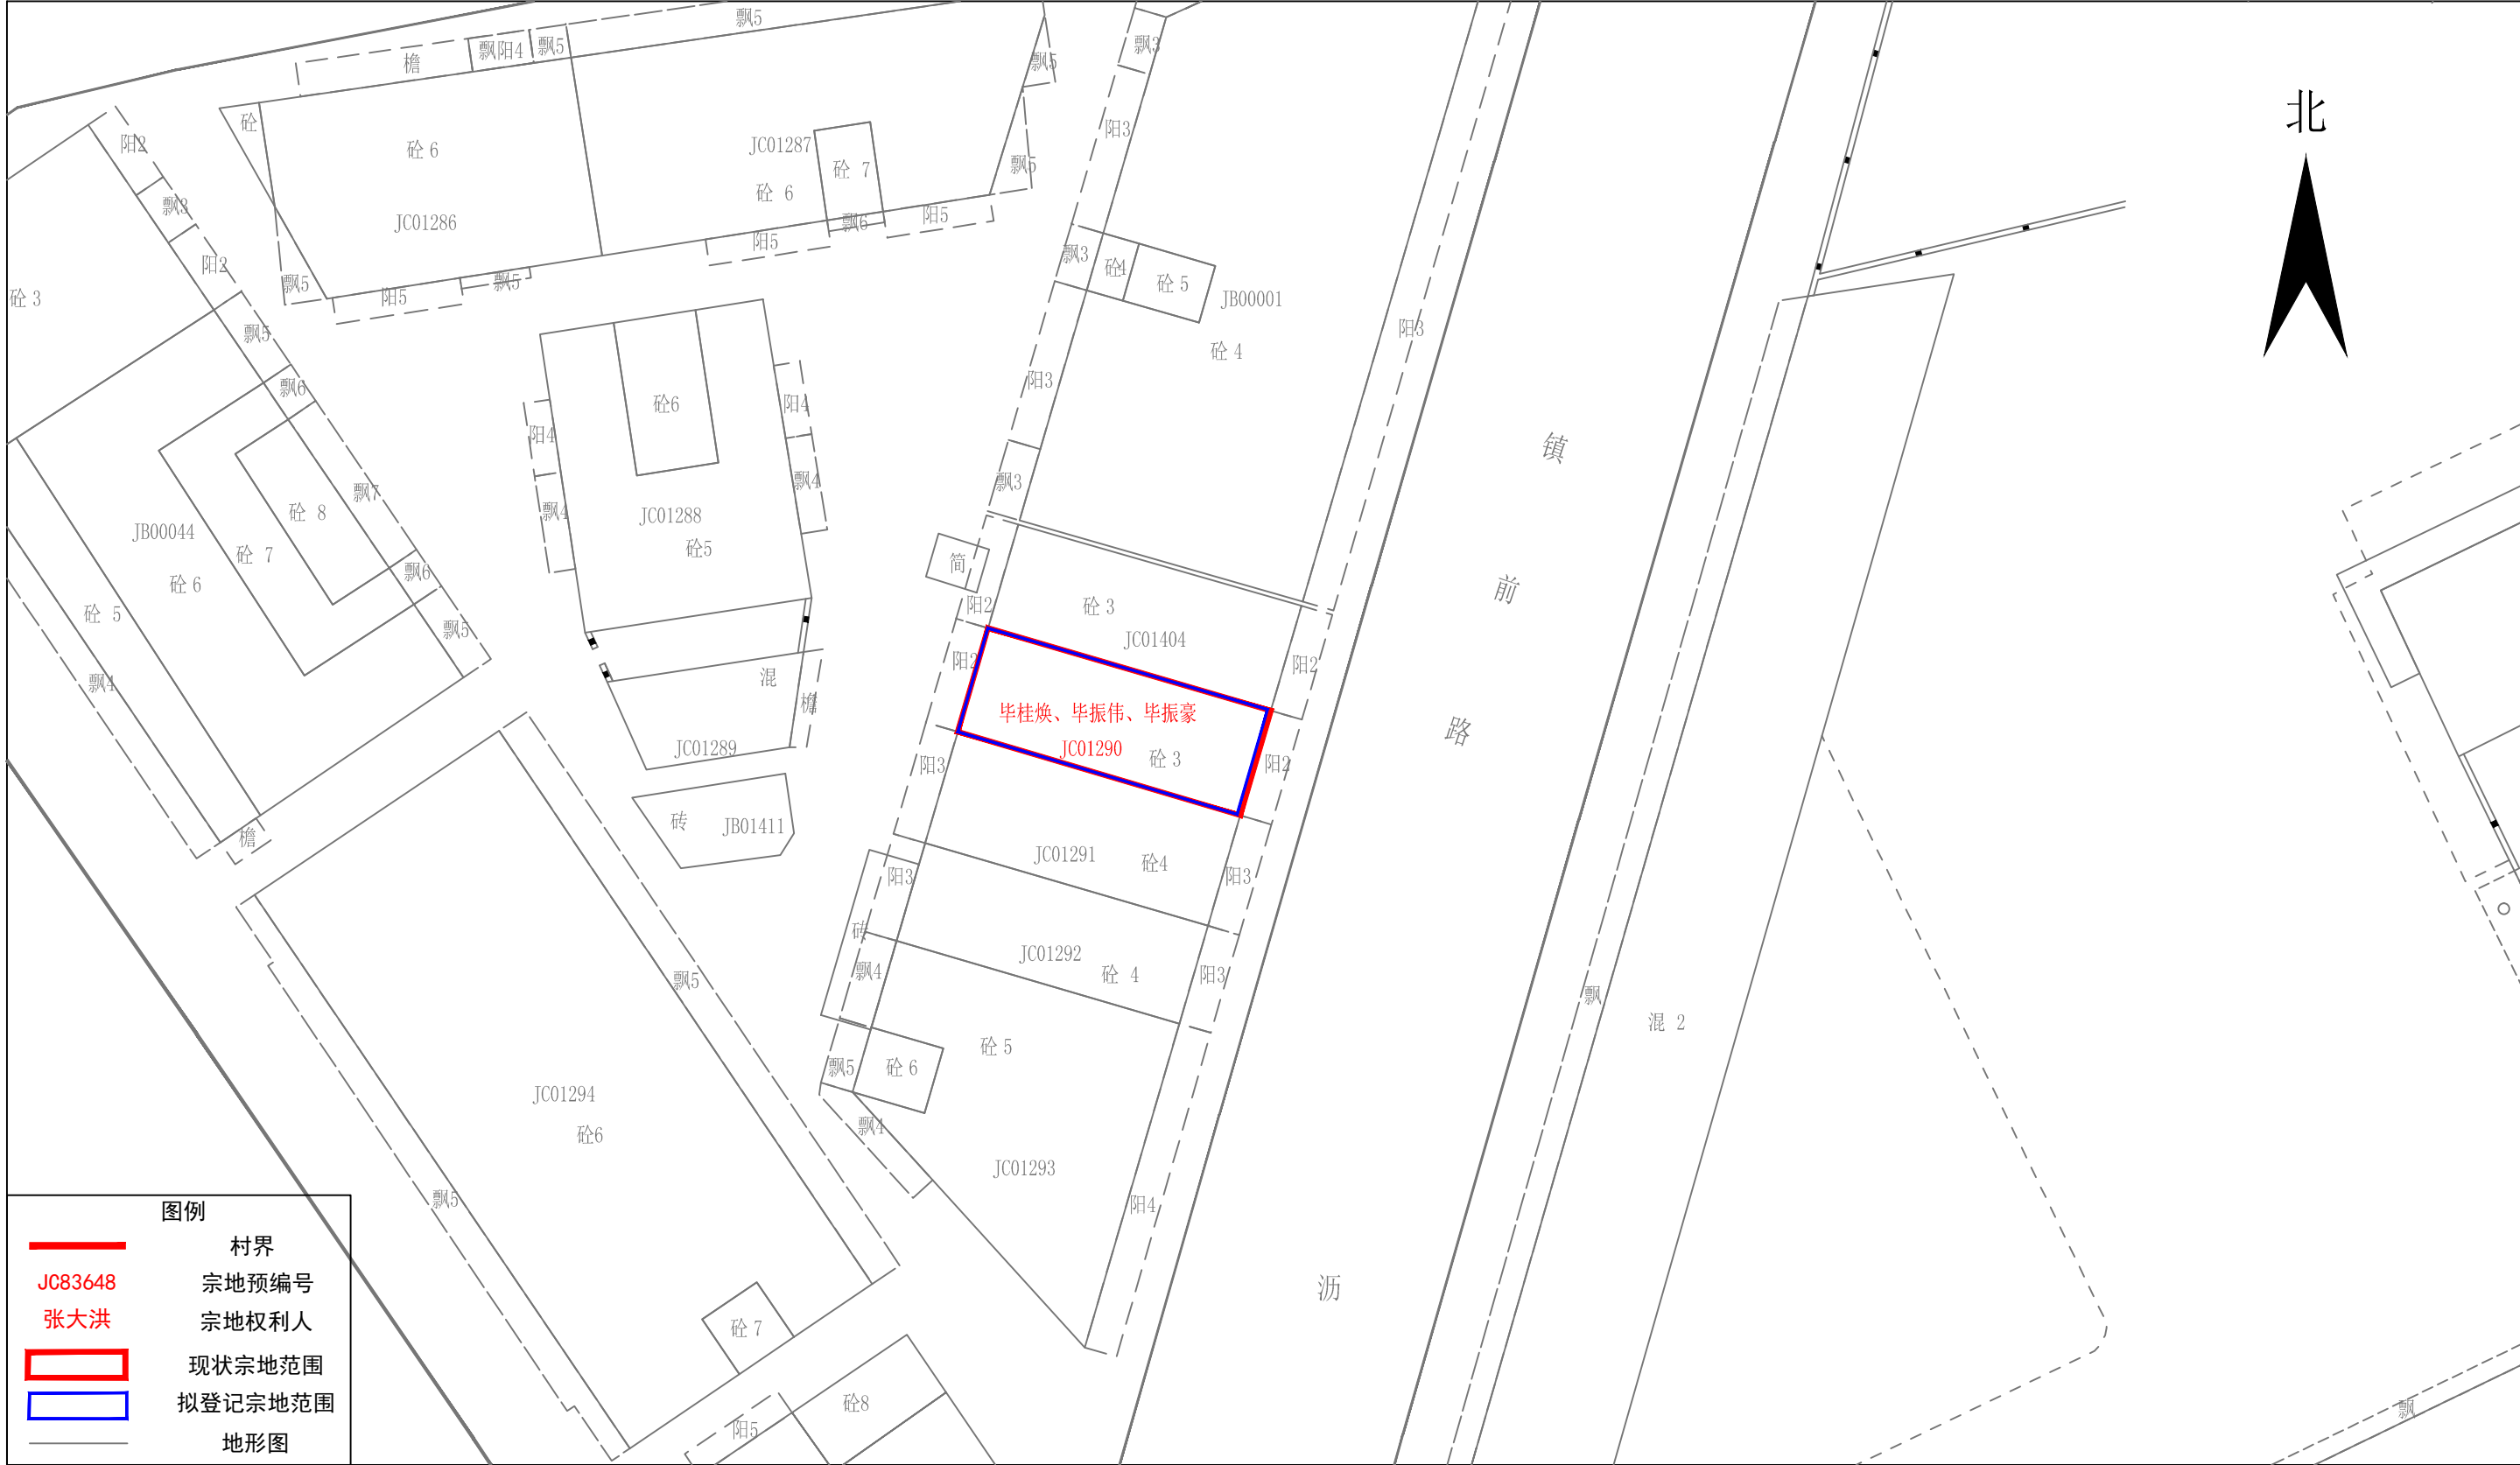 飘5
飘阳4
飘5
檐
飘3
飘5
砼
阳3
阳2
砼 6
JC01287
砼 7
飘5
砼 6
飘3
JC01286
飘6
阳5
阳5
北
阳2
飘5
阳5
飘5
砼 3
飘3
砼4
砼 5
JB00001
阳3
飘5
砼 4
飘6
阳3
砼6
阳4
阳4
镇
飘7
飘4
飘3
砼 8
飘4
JC01288
JB00044
砼5
砼 7
简
飘6
砼 6
前
阳2
砼 3
砼 5
飘5
JC01404
阳2
阳2
混
飘4
檐
毕桂焕、毕振伟、毕振豪
路
JC01289
JC01290
砼 3
阳3
阳2
砖
JB01411
檐
JC01291
砼4
阳3
阳3
砖
JC01292
飘4
砼 4
阳3
飘5
飘
混 2
砼 5
飘5
砼 6
JC01294
飘4
砼6
JC01293
飘5
阳4
沥
砼 7
砼8
阳5
飘
图例
村界
JC83648 宗地预编号
张大洪 宗地权利人
现状宗地范围
拟登记宗地范围
地形图